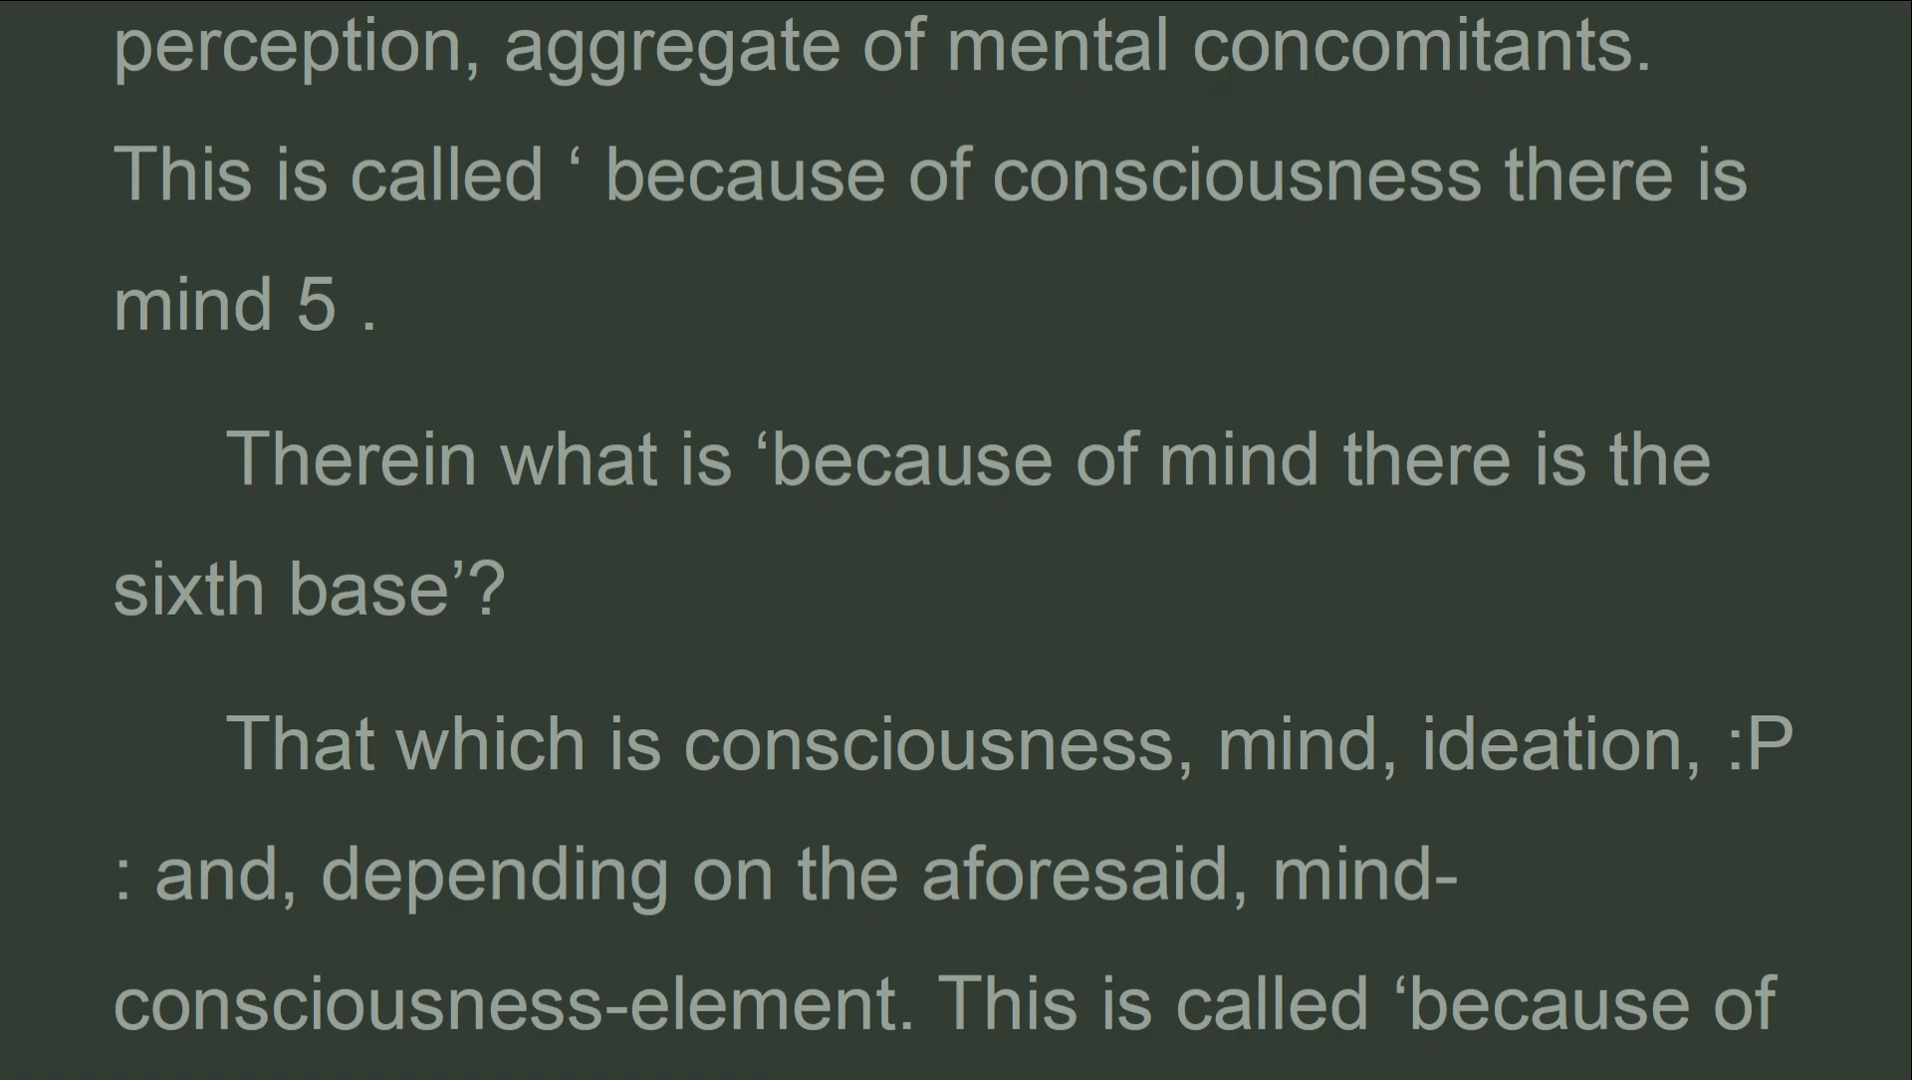 perception, aggregate of mental concomitants.
This is called ‘ because of consciousness there is
mind 5 .
Therein what is ‘because of mind there is the
sixth base’?
That which is consciousness, mind, ideation, :P
: and, depending on the aforesaid, mind-
consciousness-element. This is called ‘because of